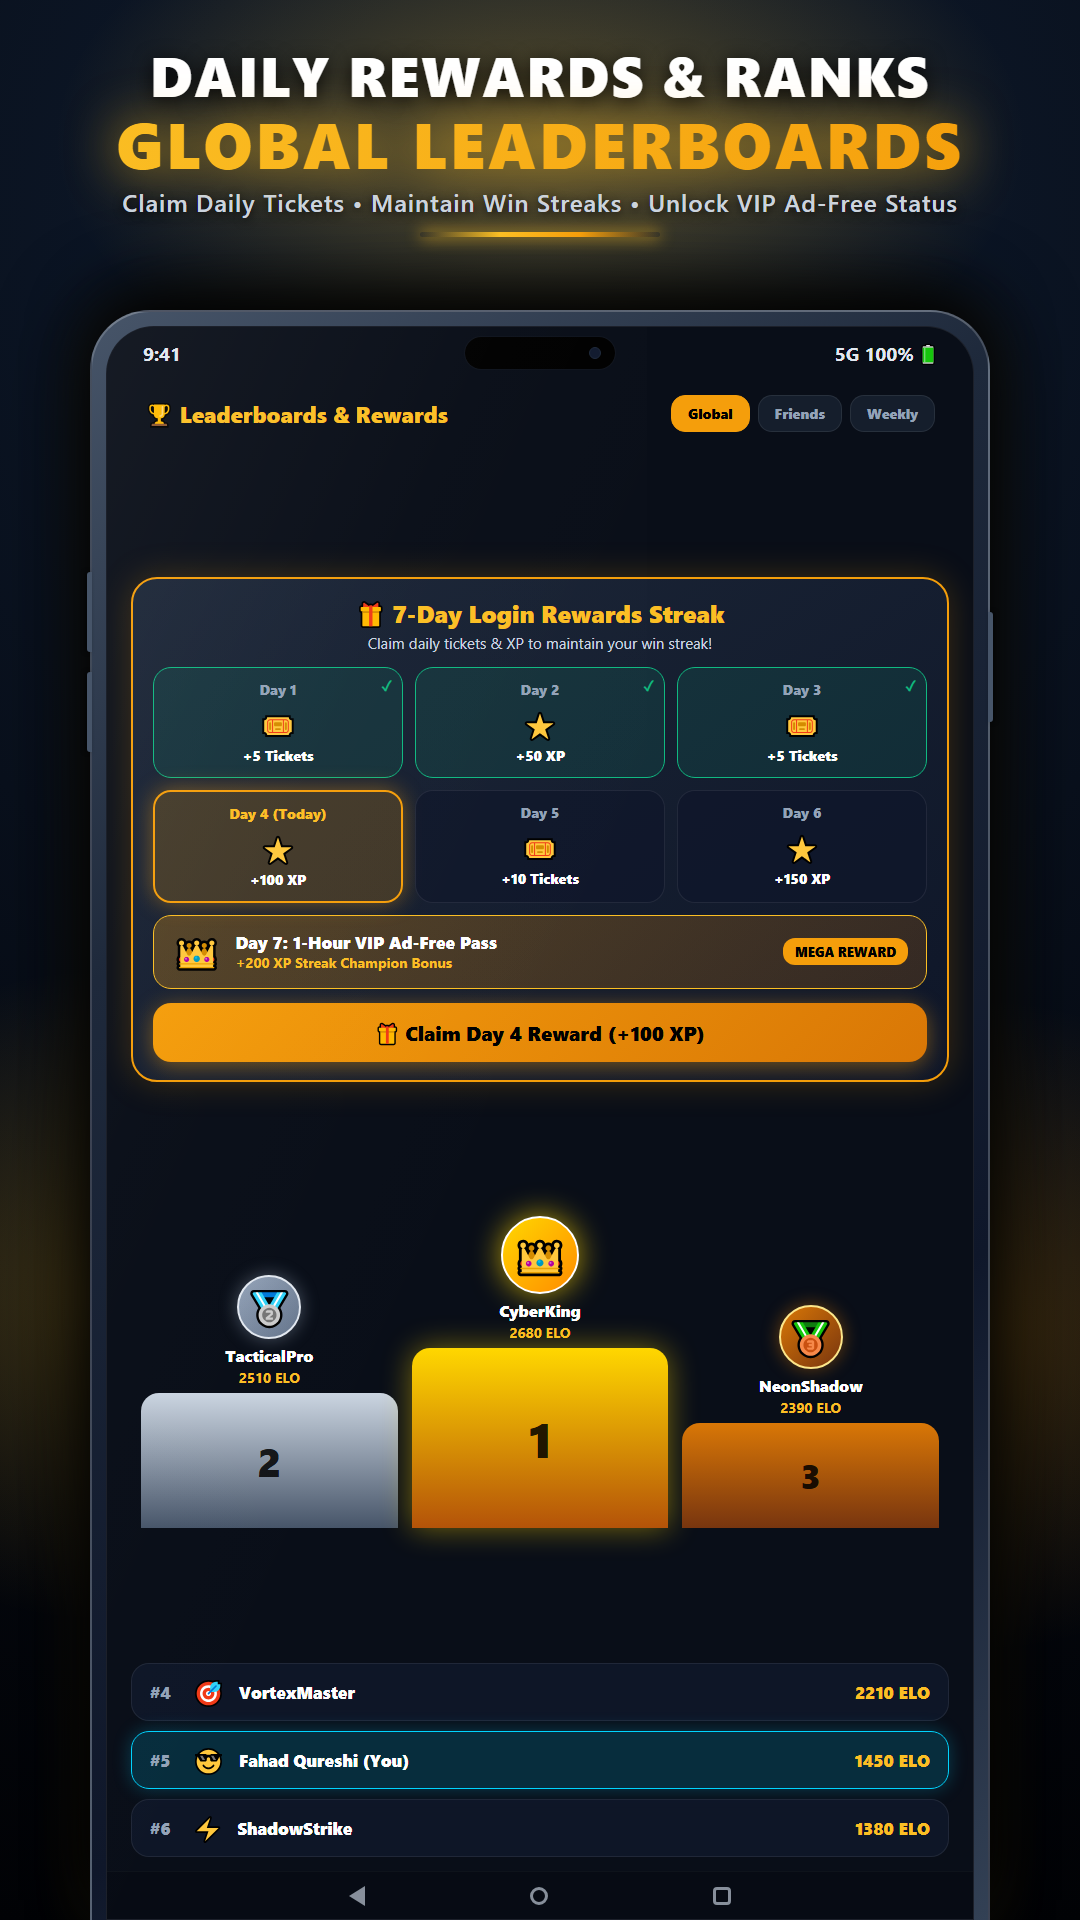 DAILY REWARDS & RANKS
GLOBAL LEADERBOARDS
Claim Daily Tickets • Maintain Win Streaks • Unlock VIP Ad-Free Status
9:41
5G 100%
Leaderboards & Rewards
Global
Friends
Weekly
7-Day Login Rewards Streak
Claim daily tickets & XP to maintain your win streak!
Day 1
+5 Tickets
Day 2
+50 XP
Day 3
+5 Tickets
Day 4 (Today)
+100 XP
Day 5
+10 Tickets
Day 6
+150 XP
Day 7: 1-Hour VIP Ad-Free Pass
+200 XP Streak Champion Bonus
MEGA REWARD
Claim Day 4 Reward (+100 XP)
CyberKing
2680 ELO
1
2
TacticalPro
2510 ELO
2
3
NeonShadow
2390 ELO
3
#4 VortexMaster 2210 ELO
#5 Fahad Qureshi (You) 1450 ELO
#6 ShadowStrike 1380 ELO